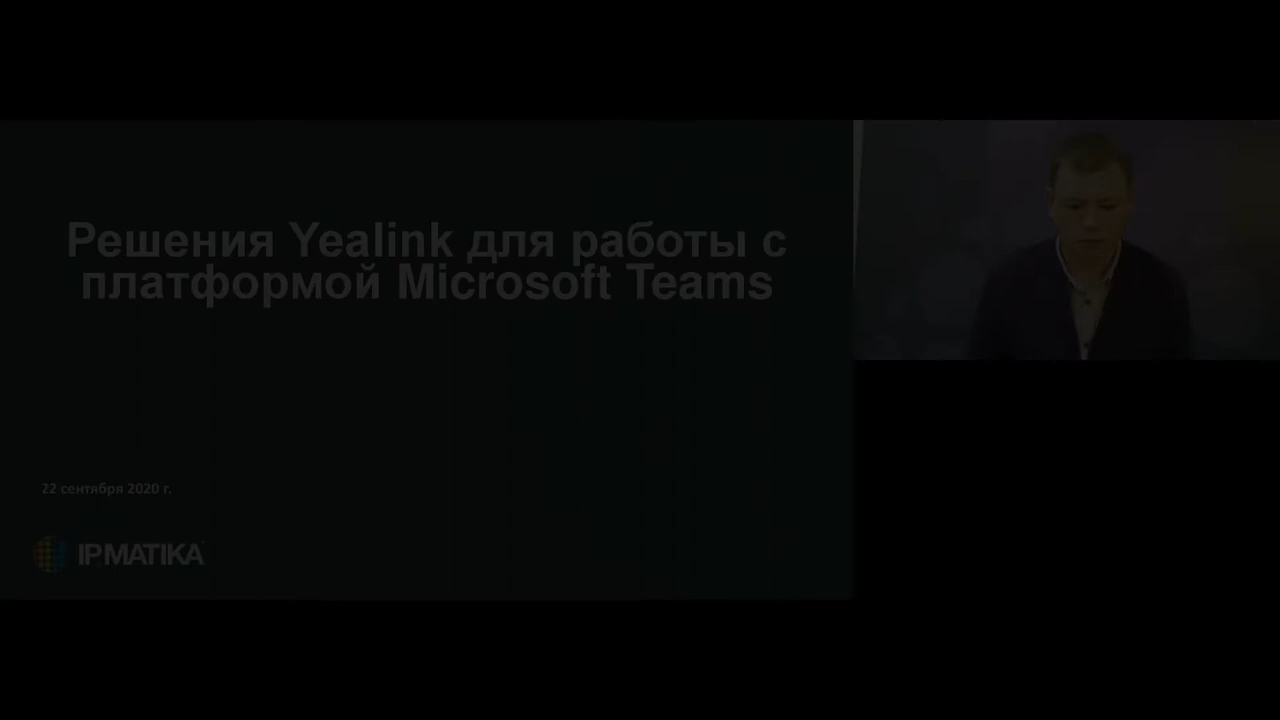 Решения Yealink для работы с
платформой Microsoft Teams
22 сентября 2020 г.
IPMATIKA